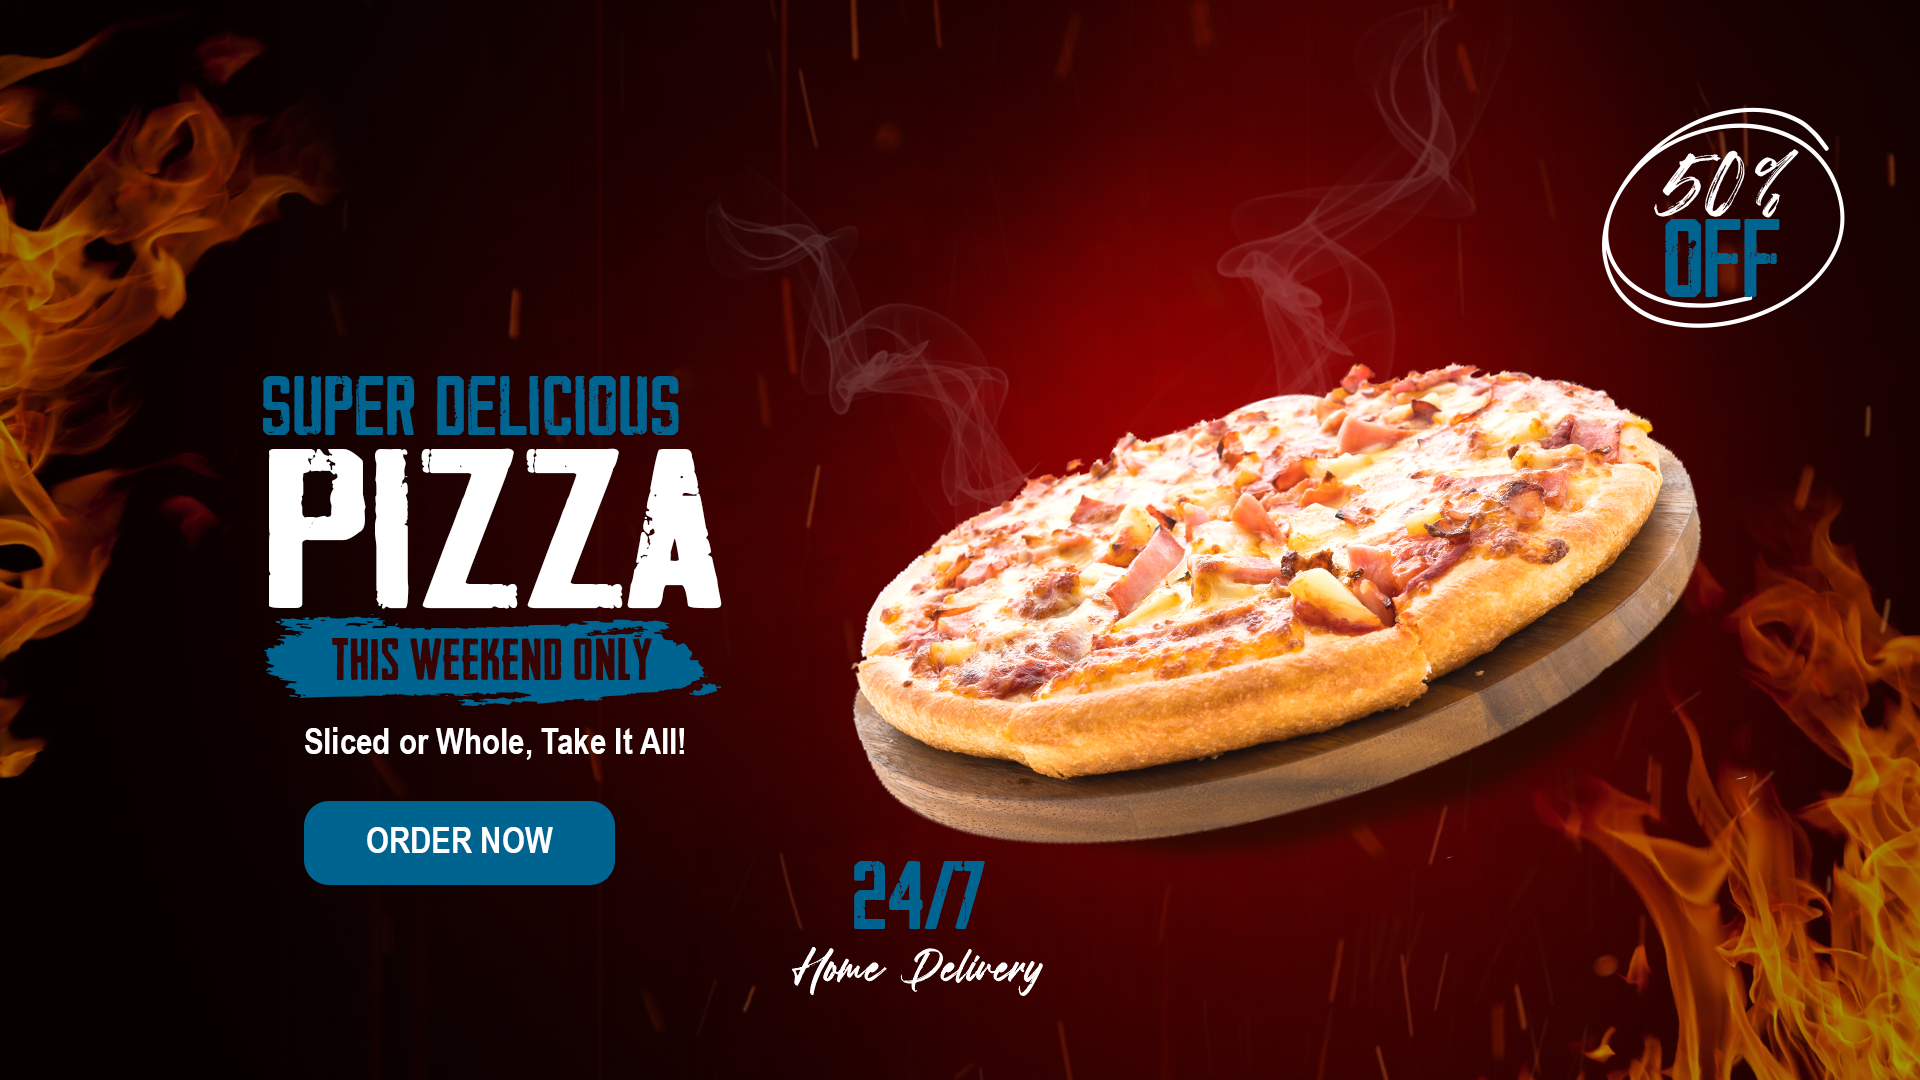 50%
OFF
SUPER DELICIOUS
PIZZA
THIS WEEKEND ONLY
Sliced or Whole, Take It All!
ORDER NOW
24/7
Home Delivery